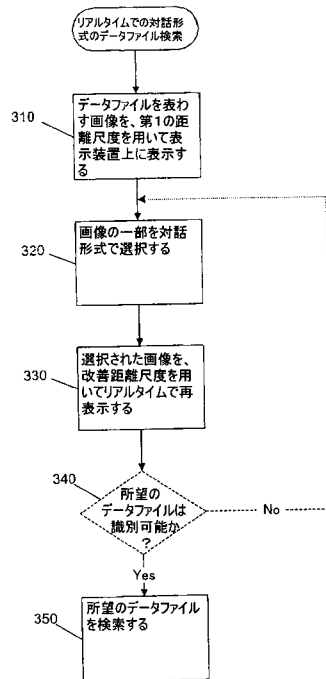 リアルタイムでの対話形
式のデータファイル検索
310
データファイルを表わ
す画像を、第1の距
離尺度を用いて表
示装置上に表示す
る
320
画像の一部を対話
形式で選択する
330
選択された画像を、
改善距離尺度を用
いてリアルタイムで再
表示する
340
所望の
データファイルは
識別可能か
?
No
Yes
350
所望のデータファイル
を検索する